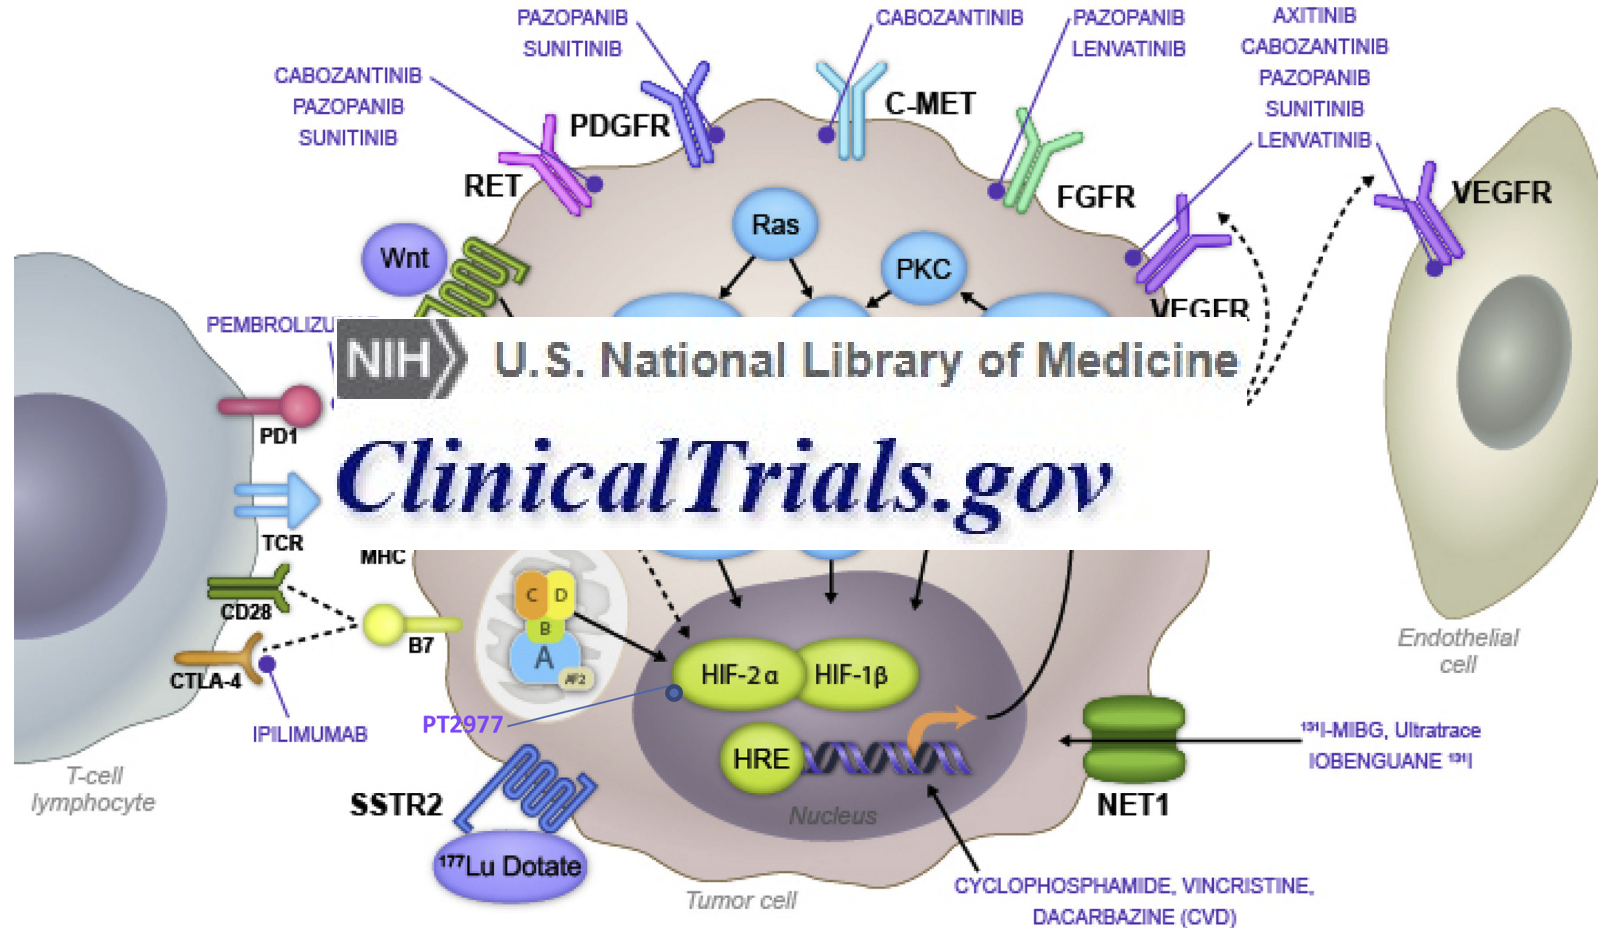 PAZOPANIB
SUNITINIB
CABOZANTINIB
PAZOPANIB
LENVATINIB
AXITINIB
CABOZANTINIB
PAZOPANIB
SUNITINIB
LENVATINIB
CABOZANTINIB
PAZOPANIB
SUNITINIB
PDGFR
C-MET
RET
FGFR
VEGFR
Ras
Wnt
PKC
VEGFR
PEMBROLIZU
NIH U.S. National Library of Medicine
ClinicalTrials.gov
PD1
TCR
MHC
CD28
B7
CTLA-4
IPILIMUMAB
T-cell
lymphocyte
C D
B
A
AF2
HIF-2α HIF-1β
PT2977
HRE
Nucleus
SSTR2
¹⁷⁷Lu Dotate
Tumor cell
NET1
¹³¹I-MIBG, Ultratrace
IOBENGUANE ¹³¹I
Endothelial
cell
CYCLOPHOSPHAMIDE, VINCRISTINE,
DACARBAZINE (CVD)